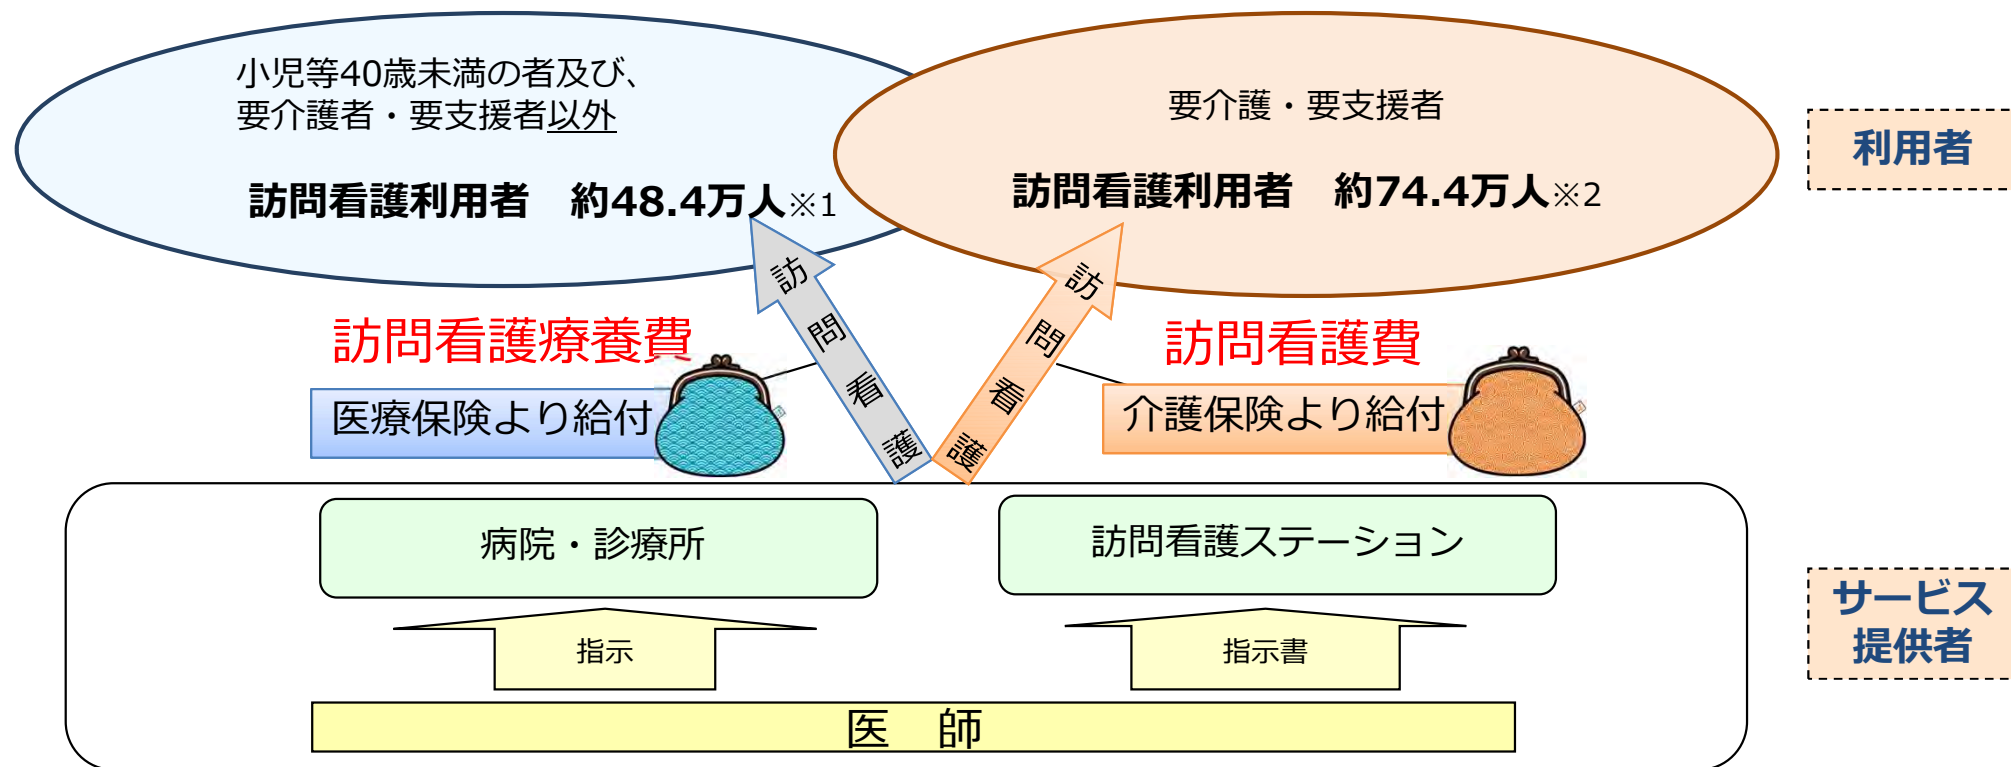 小児等40歳未満の者及び、
要介護者・要支援者以外
訪問看護利用者　約48.4万人※1
要介護・要支援者
訪問看護利用者　約74.4万人※2
利用者
訪問看護
訪問看護
訪問看護療養費
医療保険より給付
訪問看護費
介護保険より給付
病院・診療所
訪問看護ステーション
指示
指示書
医　師
サービス
提供者